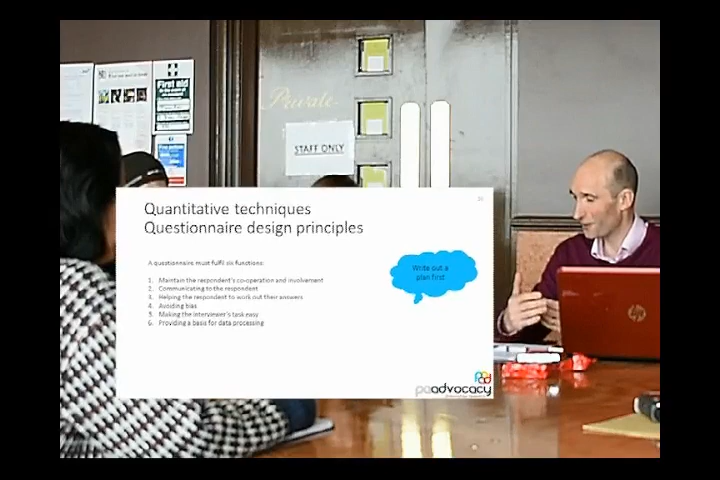 Private
First aid
STAFF ONLY
Quantitative techniques
Questionnaire design principles
A questionnaire must fulfil six functions:
1. Maintain the respondent's co-operation and involvement
2. Communicating to the respondent
3. Helping the respondent to work out their answers
4. Avoiding bias
5. Making the interviewer's task easy
6. Providing a basis for data processing
Write out a
plan first
hp
paadvocacy